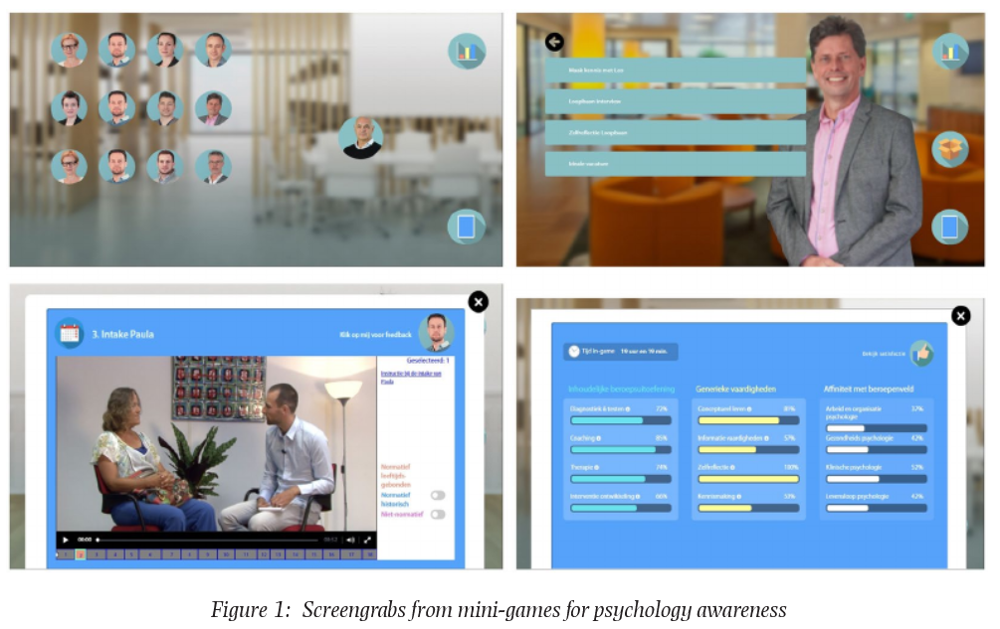 Maak kennis met Leo
Loopbaan interview
Zelfreflectie Loopbaan
Ideale vacature
3. Intake Paula
Klik op mij voor feedback
Geselecteerd: 1
Instructie bij de intake van
Paula
Normatief
leeftijds
gebonden
Normatief
historisch
Niet-normatief
00:00
Tijd in-game 19 uur en 19 min.
Bekijk satisfactie
Inhoudelijke beroepsuitoefening
Diagnostiek & testen 72%
Coaching 85%
Therapie 74%
Interventie ontwikkeling 66%
Generieke vaardigheden
Conceptueel leren 81%
Informatie vaardigheden 57%
Zelfreflectie 100%
Kennismaking 53%
Affiniteit met beroepenveld
Arbeid en organisatie 37%
psychologie
Gezondheids psychologie 42%
Klinische psychologie 52%
Levensloop psychologie 42%
Figure 1: Screengrabs from mini-games for psychology awareness